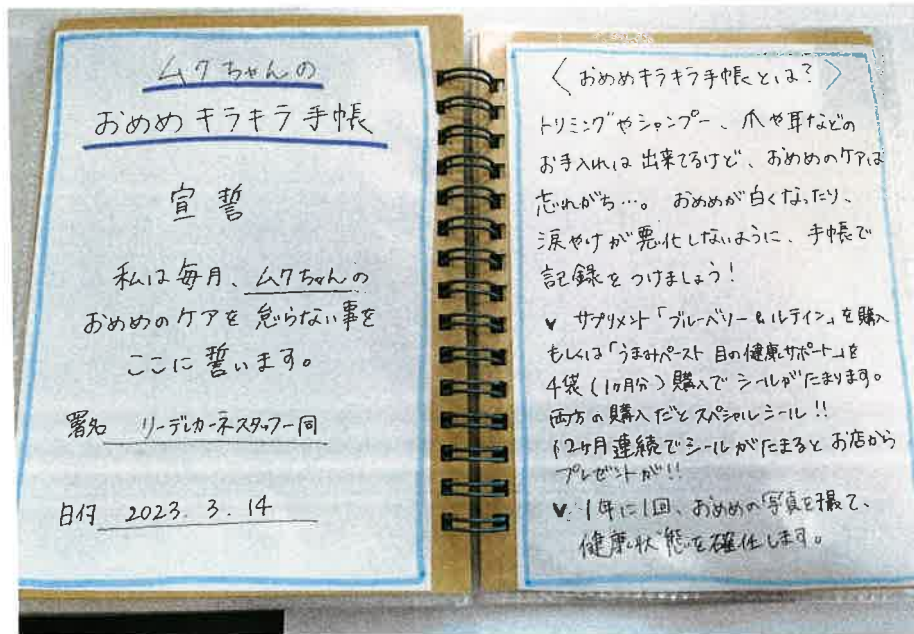 ムクちゃんの
おめめキラキラ手帳
宣誓
私は毎月、ムクちゃんの
おめめのケアを怠らない事を
ここに誓います。
署名 リーデレカーネスタッフ一同
日付 2023. 3. 14
〈おめめキラキラ手帳とは?〉
トリミングやシャンプー、爪や耳などの
お手入れは出来てるけど、おめめのケアは
忘れがち…。おめめが白くなったり、
涙やけが悪化しないように、手帳で
記録をつけましょう!
✓ サプリメント「ブルーベリー&ルテイン」を購入
もしくは「うまみペースト 目の健康サポート」を
4袋(1ヶ月分)購入でシールがたまります。
両方の購入だとスペシャルシール!!
12ヶ月連続でシールがたまるとお店から
プレゼントが!!
✓ 1年に1回、おめめの写真を撮って、
健康状態を確任します。